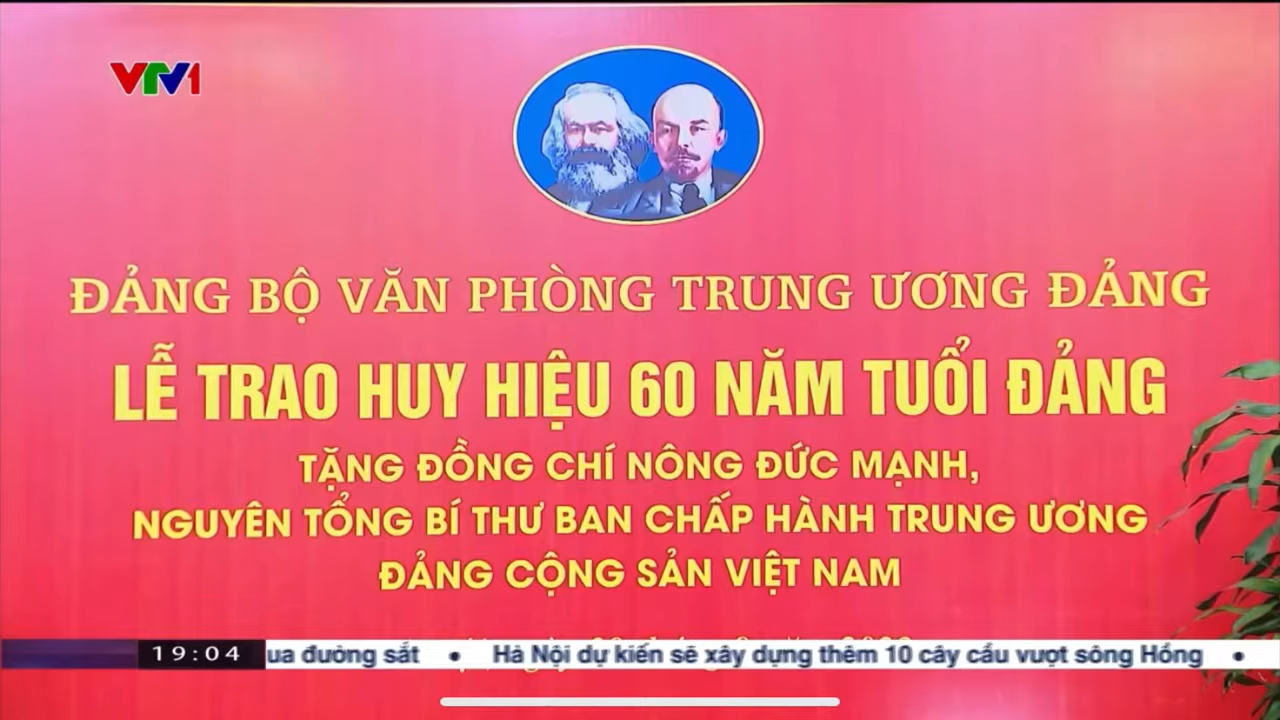 VTV1
ĐẢNG BỘ VĂN PHÒNG TRUNG ƯƠNG ĐẢNG
LỄ TRAO HUY HIỆU 60 NĂM TUỔI ĐẢNG
TẶNG ĐỒNG CHÍ NÔNG ĐỨC MẠNH,
NGUYÊN TỔNG BÍ THƯ BAN CHẤP HÀNH TRUNG ƯƠNG
ĐẢNG CỘNG SẢN VIỆT NAM
19:04 ua đường sắt • Hà Nội dự kiến sẽ xây dựng thêm 10 cây cầu vượt sông Hồng •